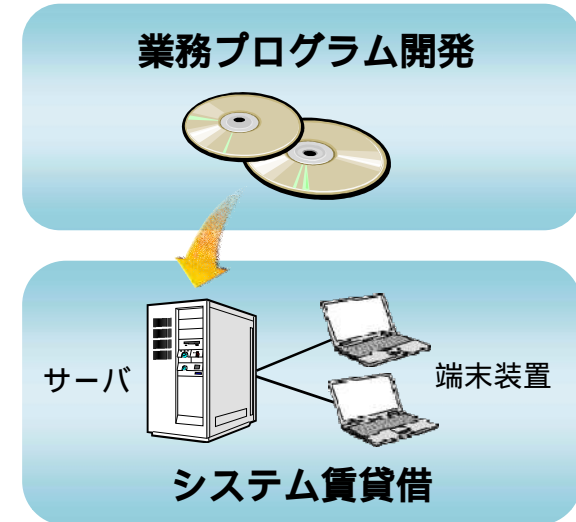 業務プログラム開発
サーバ
端末装置
システム賃貸借